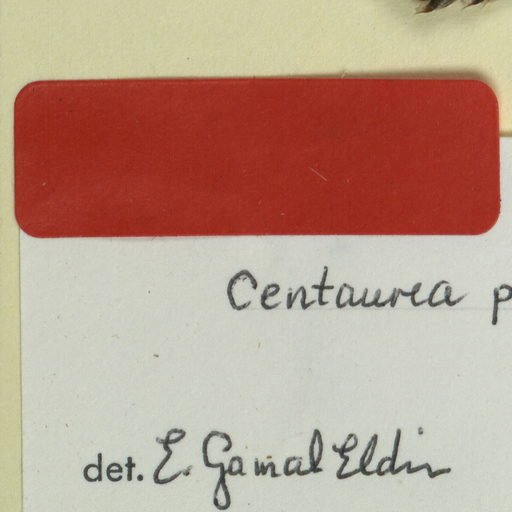 Centaurea p
det. E. Gamal Eldin